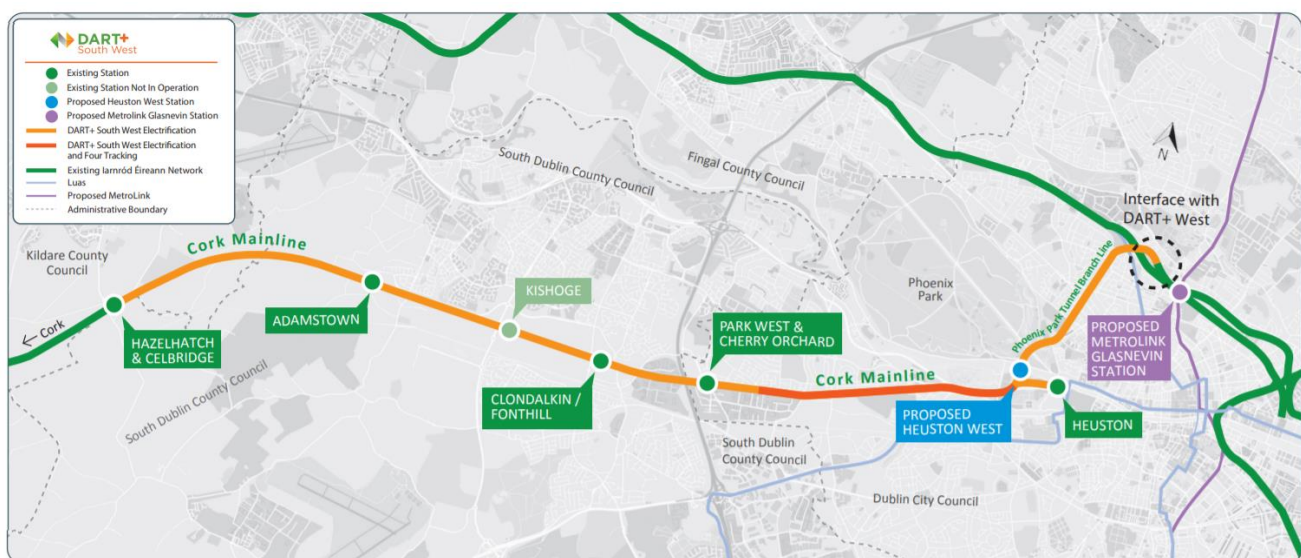 DART+
South West
Existing Station
Existing Station Not In Operation
Proposed Heuston West Station
Proposed Metrolink Glasnevin Station
DART+ South West Electrification
DART+ South West Electrification
and Four Tracking
Existing Iarnród Éireann Network
Luas
Proposed MetroLink
Administrative Boundary
South Dublin County Council
Fingal County Council
N
Interface with
DART+ West
Kildare County
Council
Cork Mainline
← Cork
HAZELHATCH
& CELBRIDGE
ADAMSTOWN
KISHOGE
South Dublin County Council
CLONDALKIN /
FONTHILL
PARK WEST &
CHERRY ORCHARD
Phoenix
Park
Phoenix Park Tunnel Branch Line
PROPOSED
METROLINK
GLASNEVIN
STATION
Cork Mainline
PROPOSED
HEUSTON WEST
HEUSTON
South Dublin
County Council
Dublin City Council